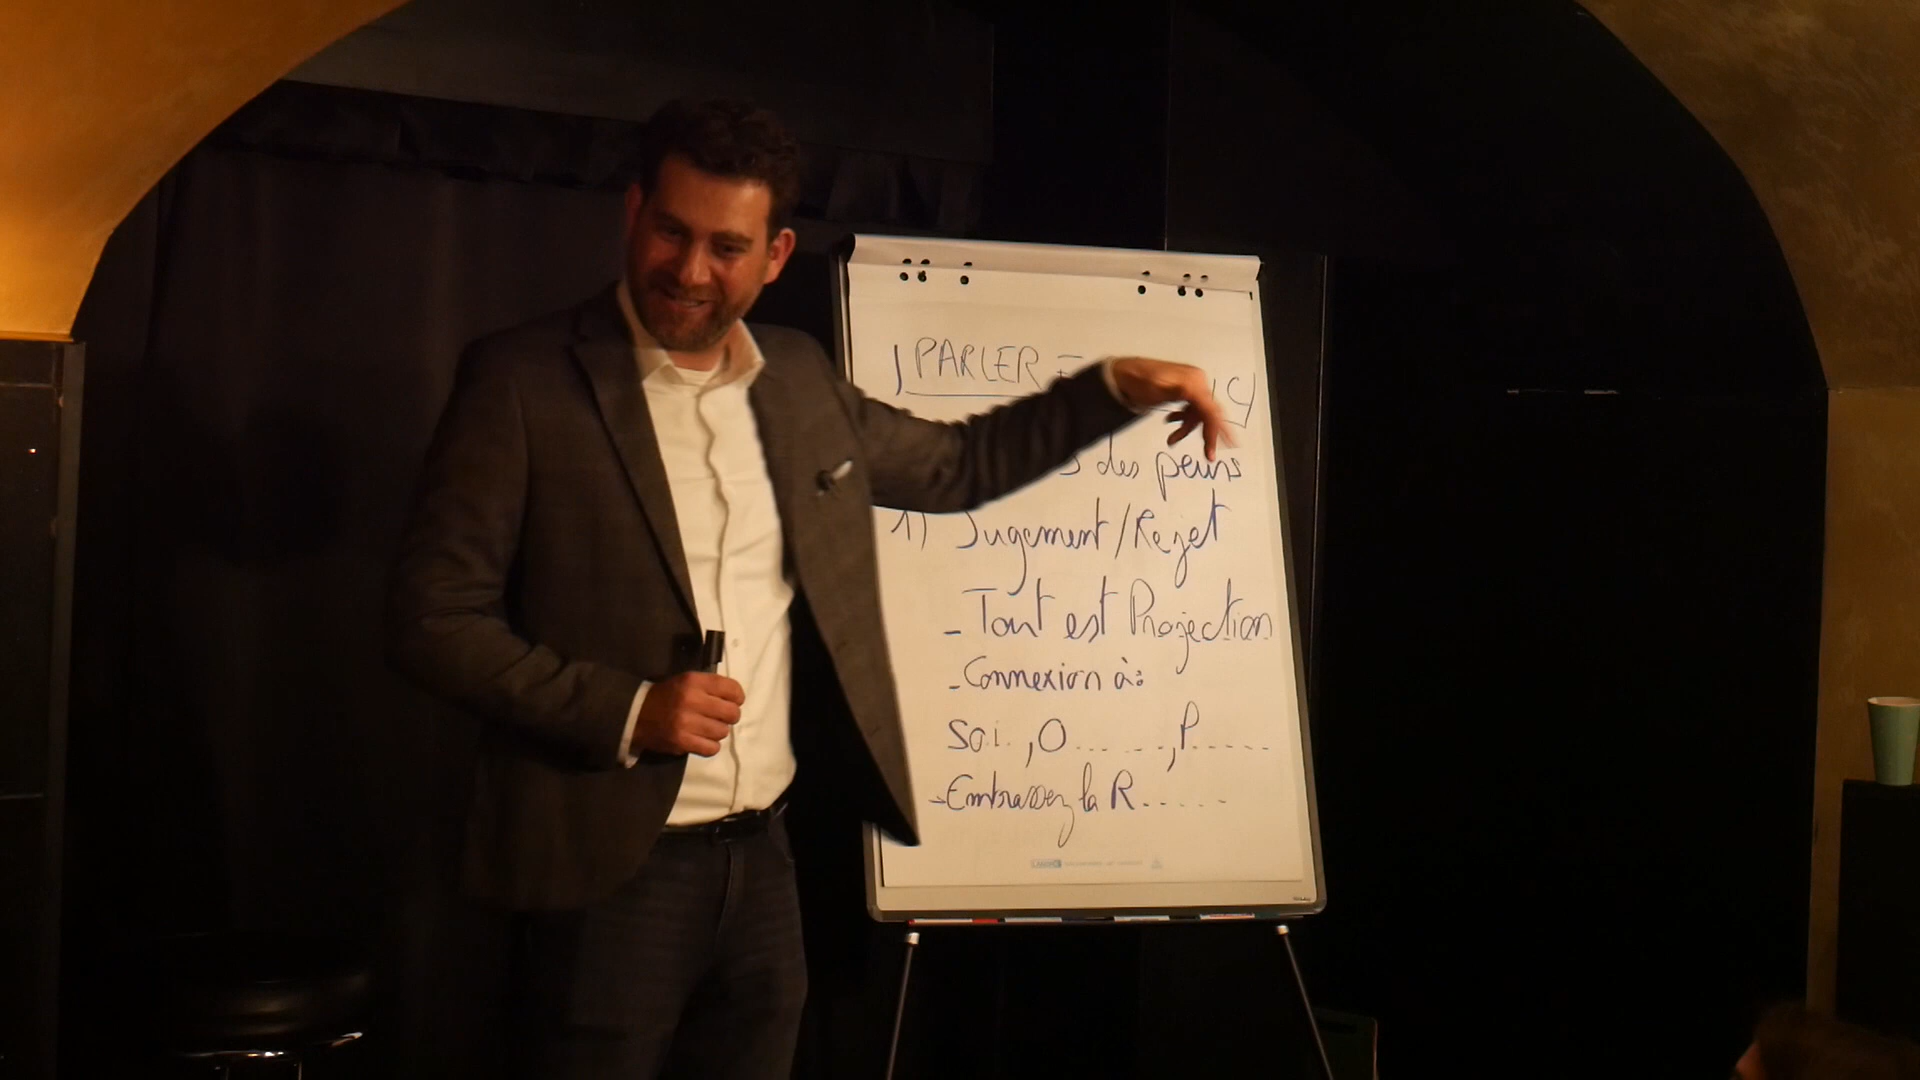 PARLER =
des peurs
1) Jugement/Rejet
- Tout est Projection
- Connexion à:
Soi.. , O......., P......
- Embrassez la R......